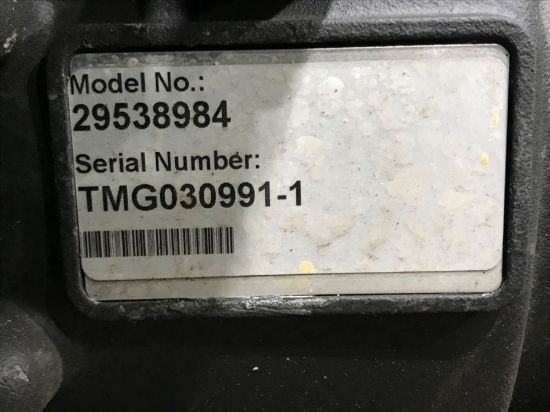 Model No.:
29538984
Serial Number:
TMG030991-1